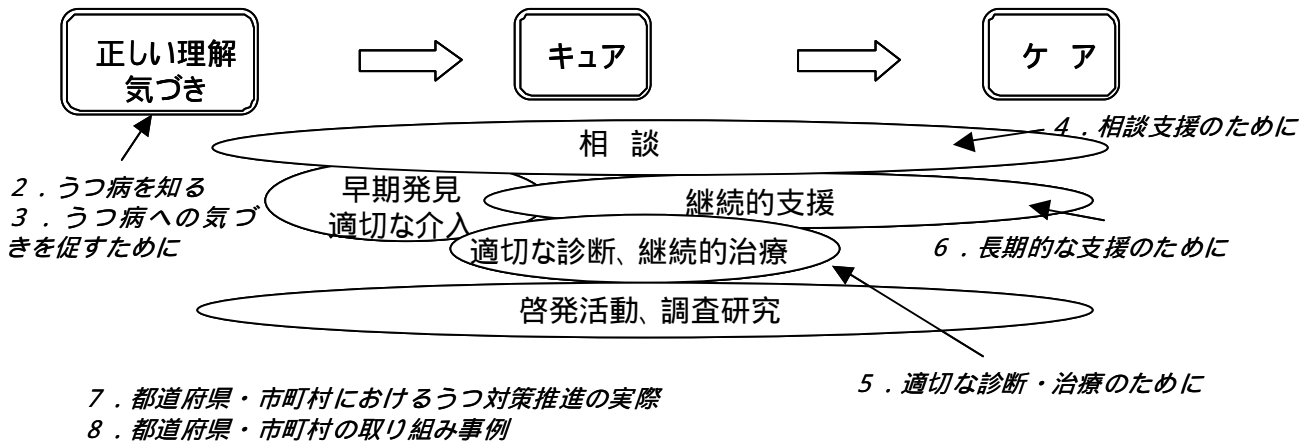 正しい理解
気づき
キュア
ケ ア
相 談
４．相談支援のために
早期発見
適切な介入
継続的支援
２．うつ病を知る
３．うつ病への気づ
きを促すために
適切な診断、継続的治療
６．長期的な支援のために
啓発活動、調査研究
５．適切な診断・治療のために
７．都道府県・市町村におけるうつ対策推進の実際
８．都道府県・市町村の取り組み事例